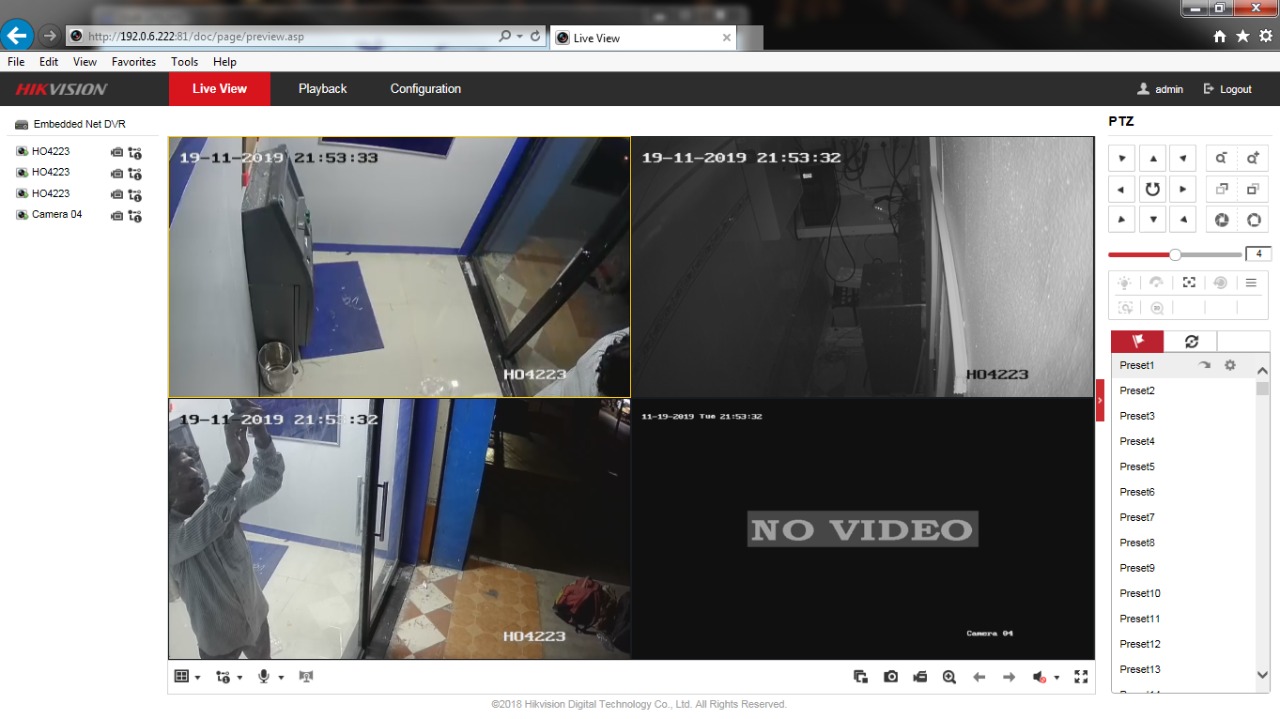 http://192.0.6.222:81/doc/page/preview.asp
Live View
File Edit View Favorites Tools Help
HIKVISION
Live View Playback Configuration
admin Logout
Embedded Net DVR
HO4223
HO4223
HO4223
Camera 04
19-11-2019 21:53:33
HO4223
19-11-2019 21:53:32
HO4223
19-11-2019 21:53:32
HO4223
11-19-2019 Tue 21:53:32
NO VIDEO
Camera 04
PTZ
4
Preset1
Preset2
Preset3
Preset4
Preset5
Preset6
Preset7
Preset8
Preset9
Preset10
Preset11
Preset12
Preset13
©2018 Hikvision Digital Technology Co., Ltd. All Rights Reserved.